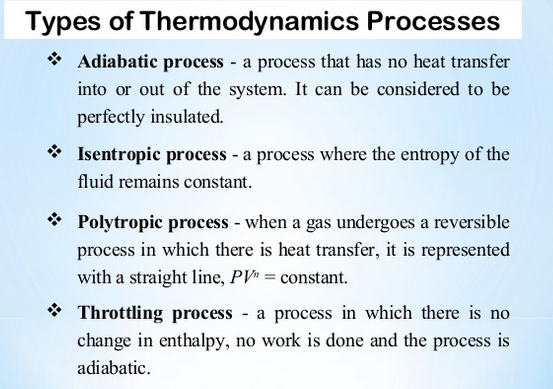 Types of Thermodynamics Processes
❖ Adiabatic process - a process that has no heat transfer
into or out of the system. It can be considered to be
perfectly insulated.
❖ Isentropic process - a process where the entropy of the
fluid remains constant.
❖ Polytropic process - when a gas undergoes a reversible
process in which there is heat transfer, it is represented
with a straight line, PVⁿ = constant.
❖ Throttling process - a process in which there is no
change in enthalpy, no work is done and the process is
adiabatic.